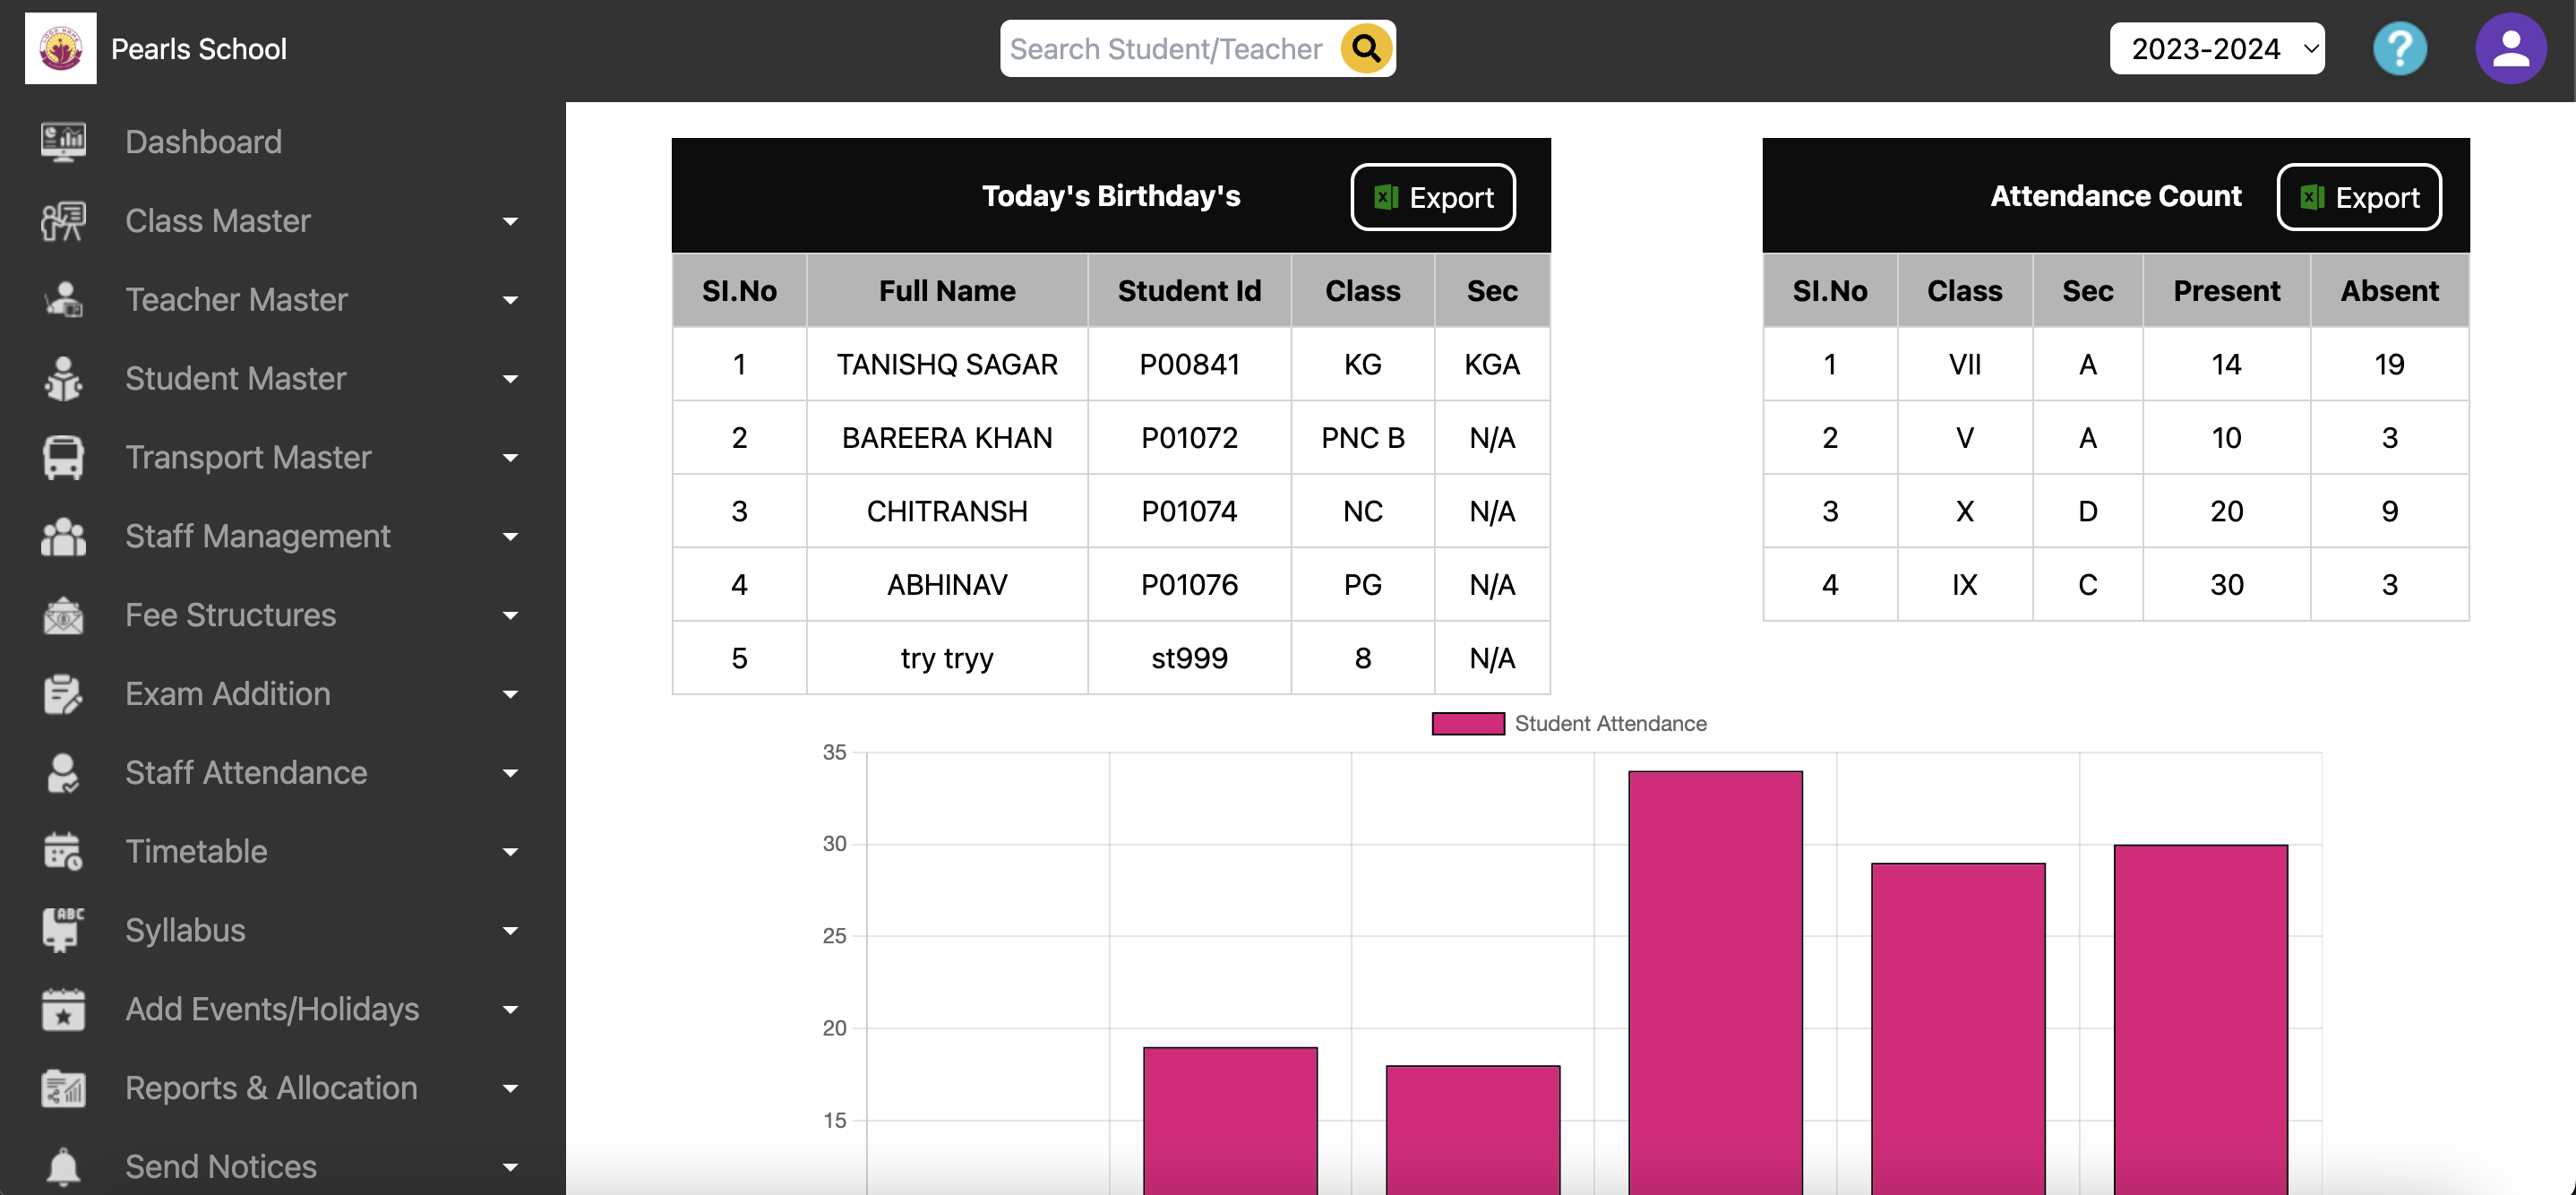 Pearls School
Search Student/Teacher
2023-2024
Dashboard
Class Master
Teacher Master
Student Master
Transport Master
Staff Management
Fee Structures
Exam Addition
Staff Attendance
Timetable
Syllabus
Add Events/Holidays
Reports & Allocation
Send Notices
Today's Birthday's
Export
SI.No Full Name Student Id Class Sec
1 TANISHQ SAGAR P00841 KG KGA
2 BAREERA KHAN P01072 PNC B N/A
3 CHITRANSH P01074 NC N/A
4 ABHINAV P01076 PG N/A
5 try tryy st999 8 N/A
Attendance Count
Export
SI.No Class Sec Present Absent
1 VII A 14 19
2 V A 10 3
3 X D 20 9
4 IX C 30 3
Student Attendance
35
30
25
20
15